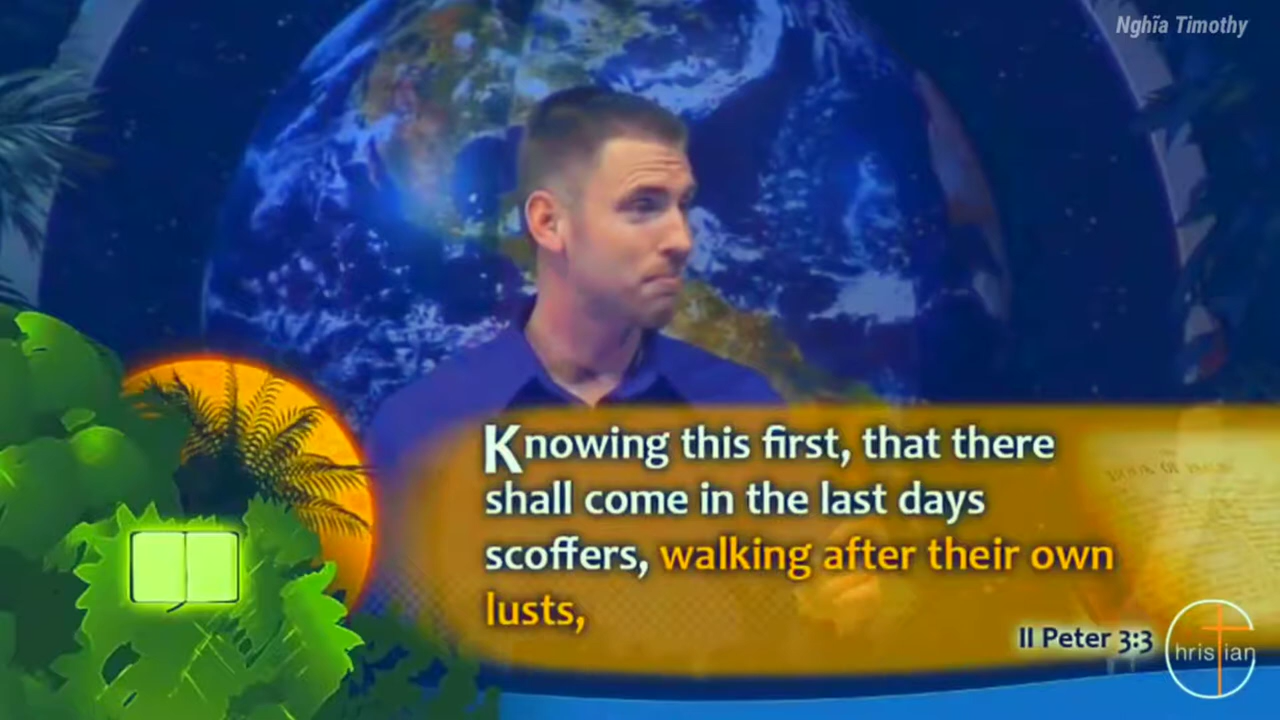 Nghĩa Timothy
Knowing this first, that there
shall come in the last days
scoffers, walking after their own
lusts,
II Peter 3:3
hristian